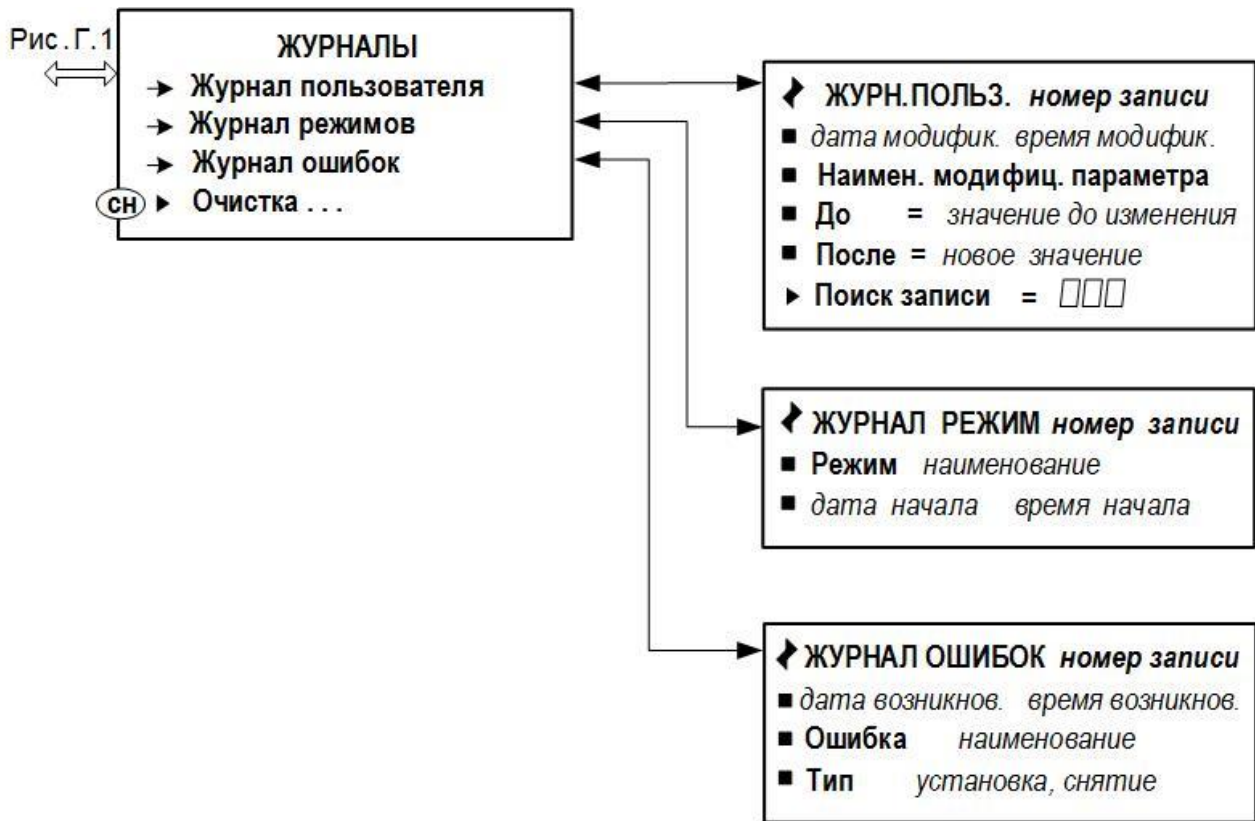 Рис.Г.1
ЖУРНАЛЫ
Журнал пользователя
Журнал режимов
Журнал ошибок
СН Очистка . . .
ЖУРН.ПОЛЬЗ. номер записи
дата модифик. время модифик.
Наимен. модифиц. параметра
До = значение до изменения
После = новое значение
Поиск записи =
ЖУРНАЛ РЕЖИМ номер записи
Режим наименование
дата начала время начала
ЖУРНАЛ ОШИБОК номер записи
дата возникнов. время возникнов.
Ошибка наименование
Тип установка, снятие